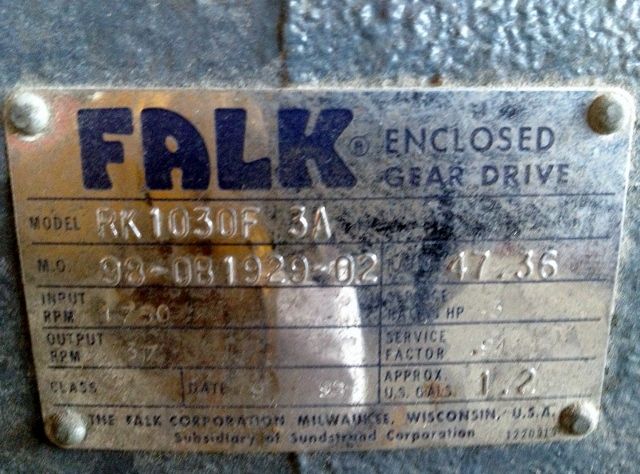 FALK® ENCLOSED
GEAR DRIVE
MODEL RK1030F 3A
M.O. 98-081929-02 47.36
INPUT
RPM
HP
OUTPUT
RPM
SERVICE
FACTOR
CLASS DATE
APPROX.
U.S. GALS. 1.2
THE FALK CORPORATION, MILWAUKEE, WISCONSIN, U.S.A.
Subsidiary of Sundstrand Corporation